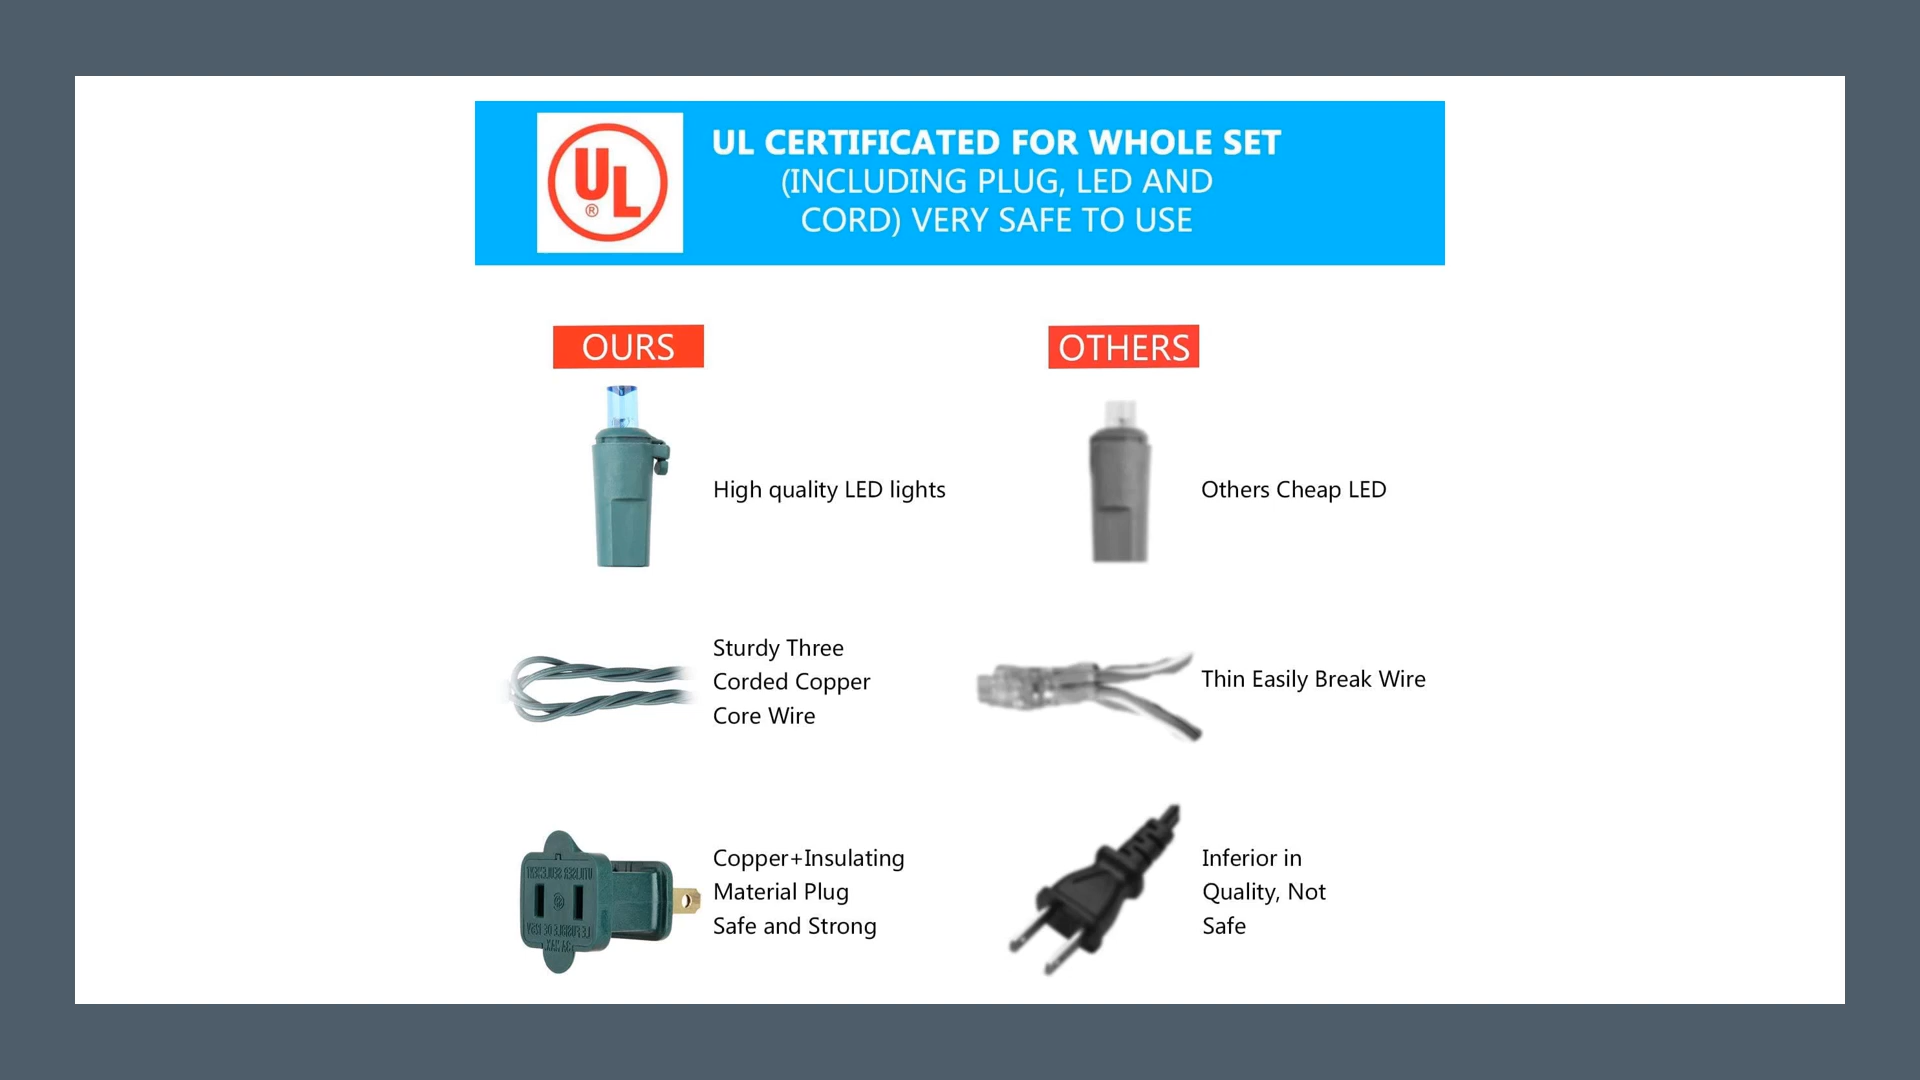 UL
®
UL CERTIFICATED FOR WHOLE SET
(INCLUDING PLUG, LED AND
CORD) VERY SAFE TO USE
OURS
OTHERS
High quality LED lights
Others Cheap LED
Sturdy Three
Corded Copper
Core Wire
Thin Easily Break Wire
Copper+Insulating
Material Plug
Safe and Strong
Inferior in
Quality, Not
Safe